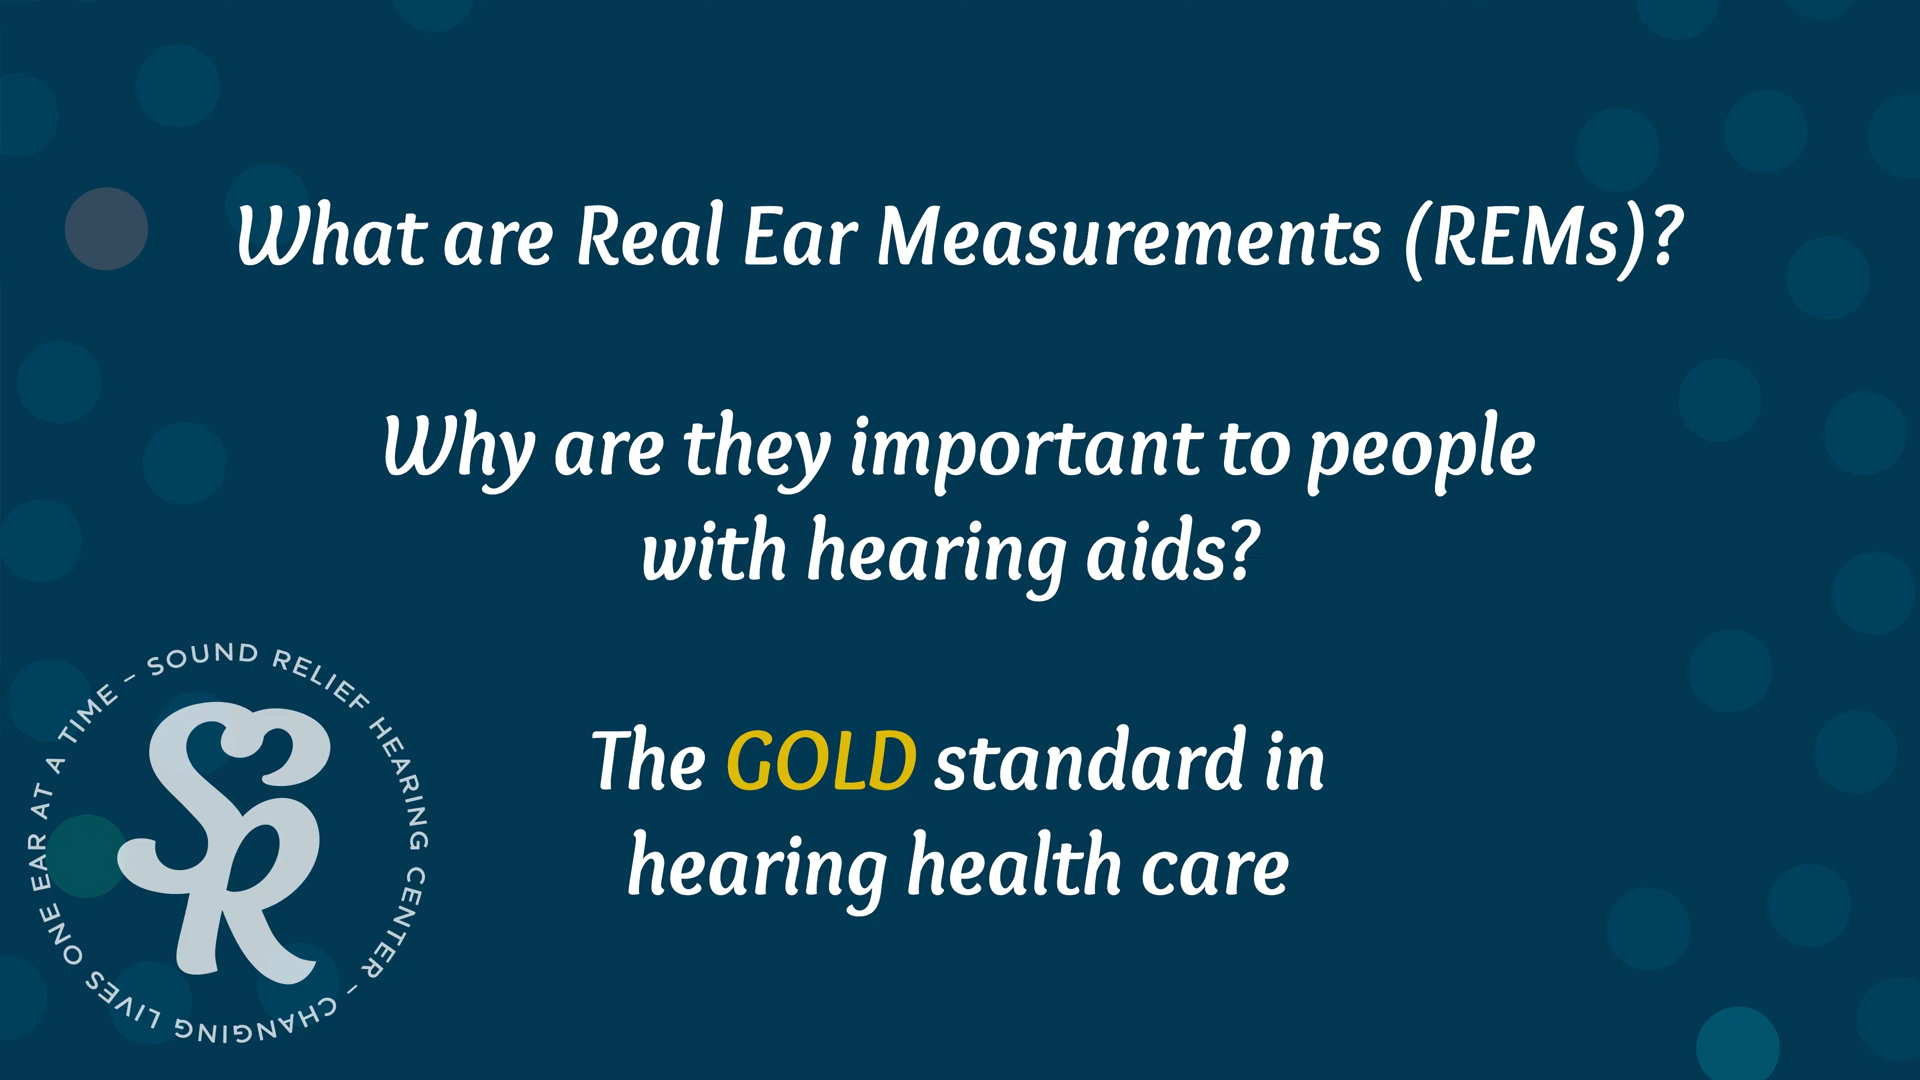 What are Real Ear Measurements (REMs)?
Why are they important to people
with hearing aids?
The GOLD standard in
hearing health care
SR
SOUND RELIEF HEARING CENTER – CHANGING LIVES ONE EAR AT A TIME –